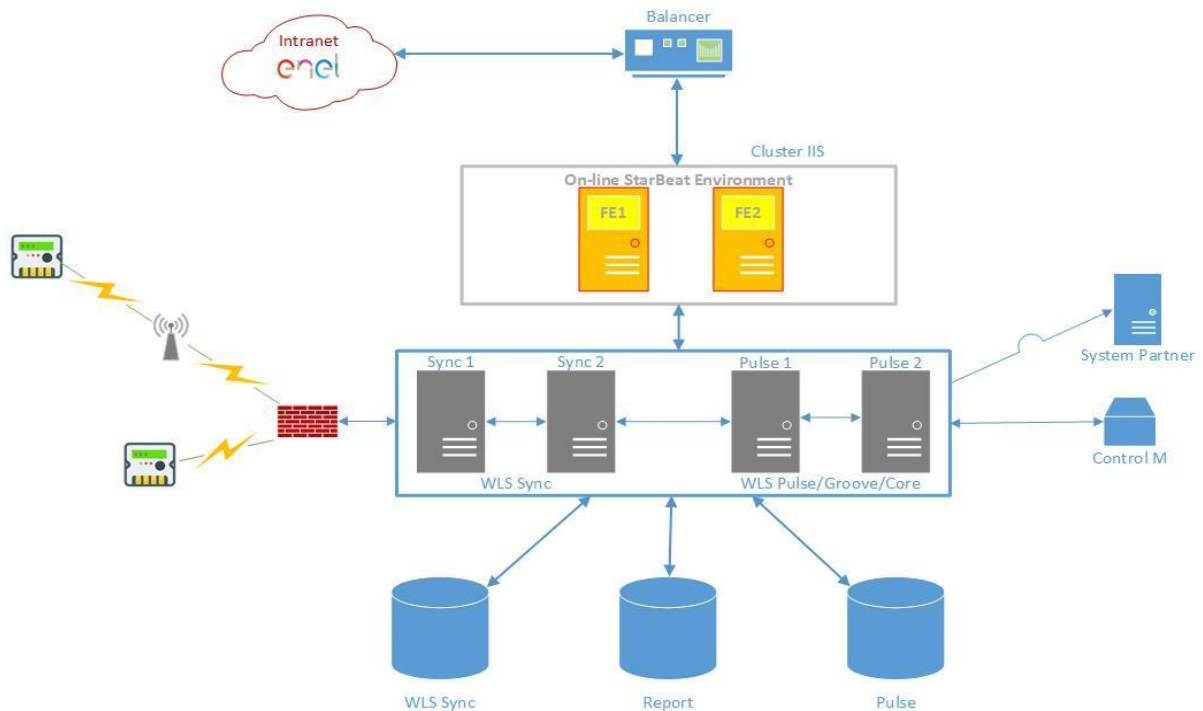 Balancer
Intranet
enel
Cluster IIS
On-line StarBeat Environment
FE1
FE2
Sync 1
Sync 2
Pulse 1
Pulse 2
System Partner
WLS Sync
WLS Pulse/Groove/Core
Control M
WLS Sync
Report
Pulse